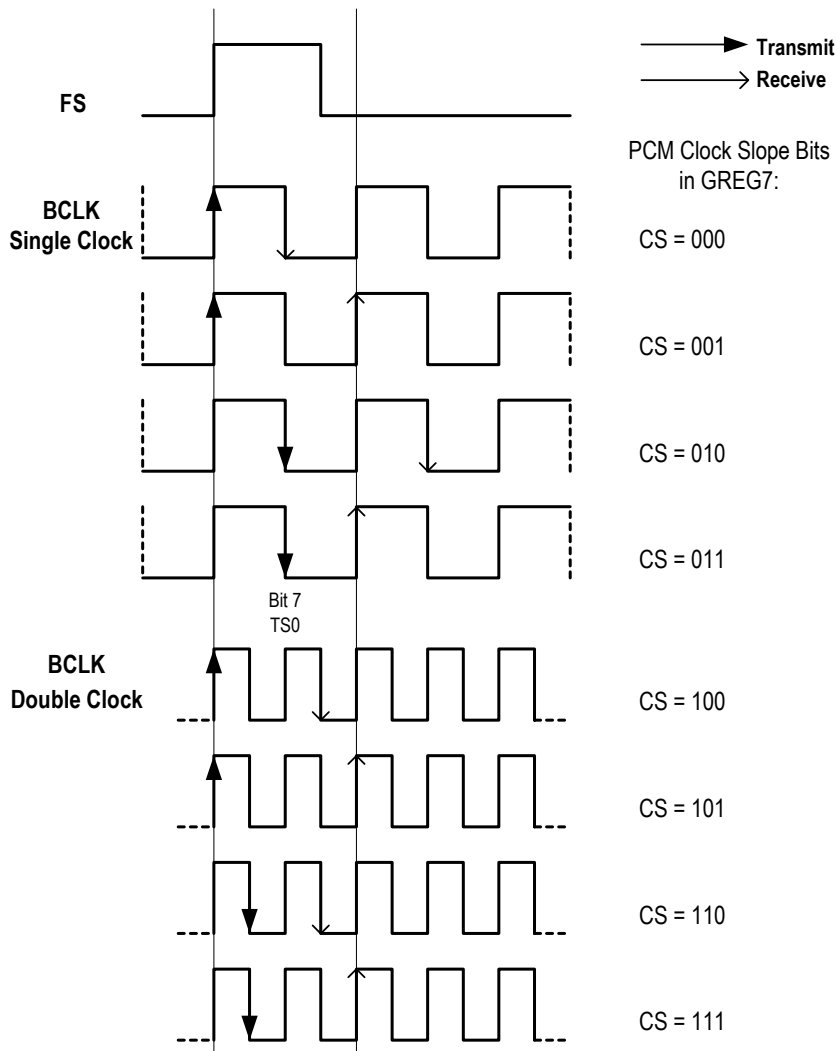 Transmit
Receive
FS
PCM Clock Slope Bits
in GREG7:
BCLK
Single Clock
CS = 000
CS = 001
CS = 010
CS = 011
Bit 7
TS0
BCLK
Double Clock
CS = 100
CS = 101
CS = 110
CS = 111